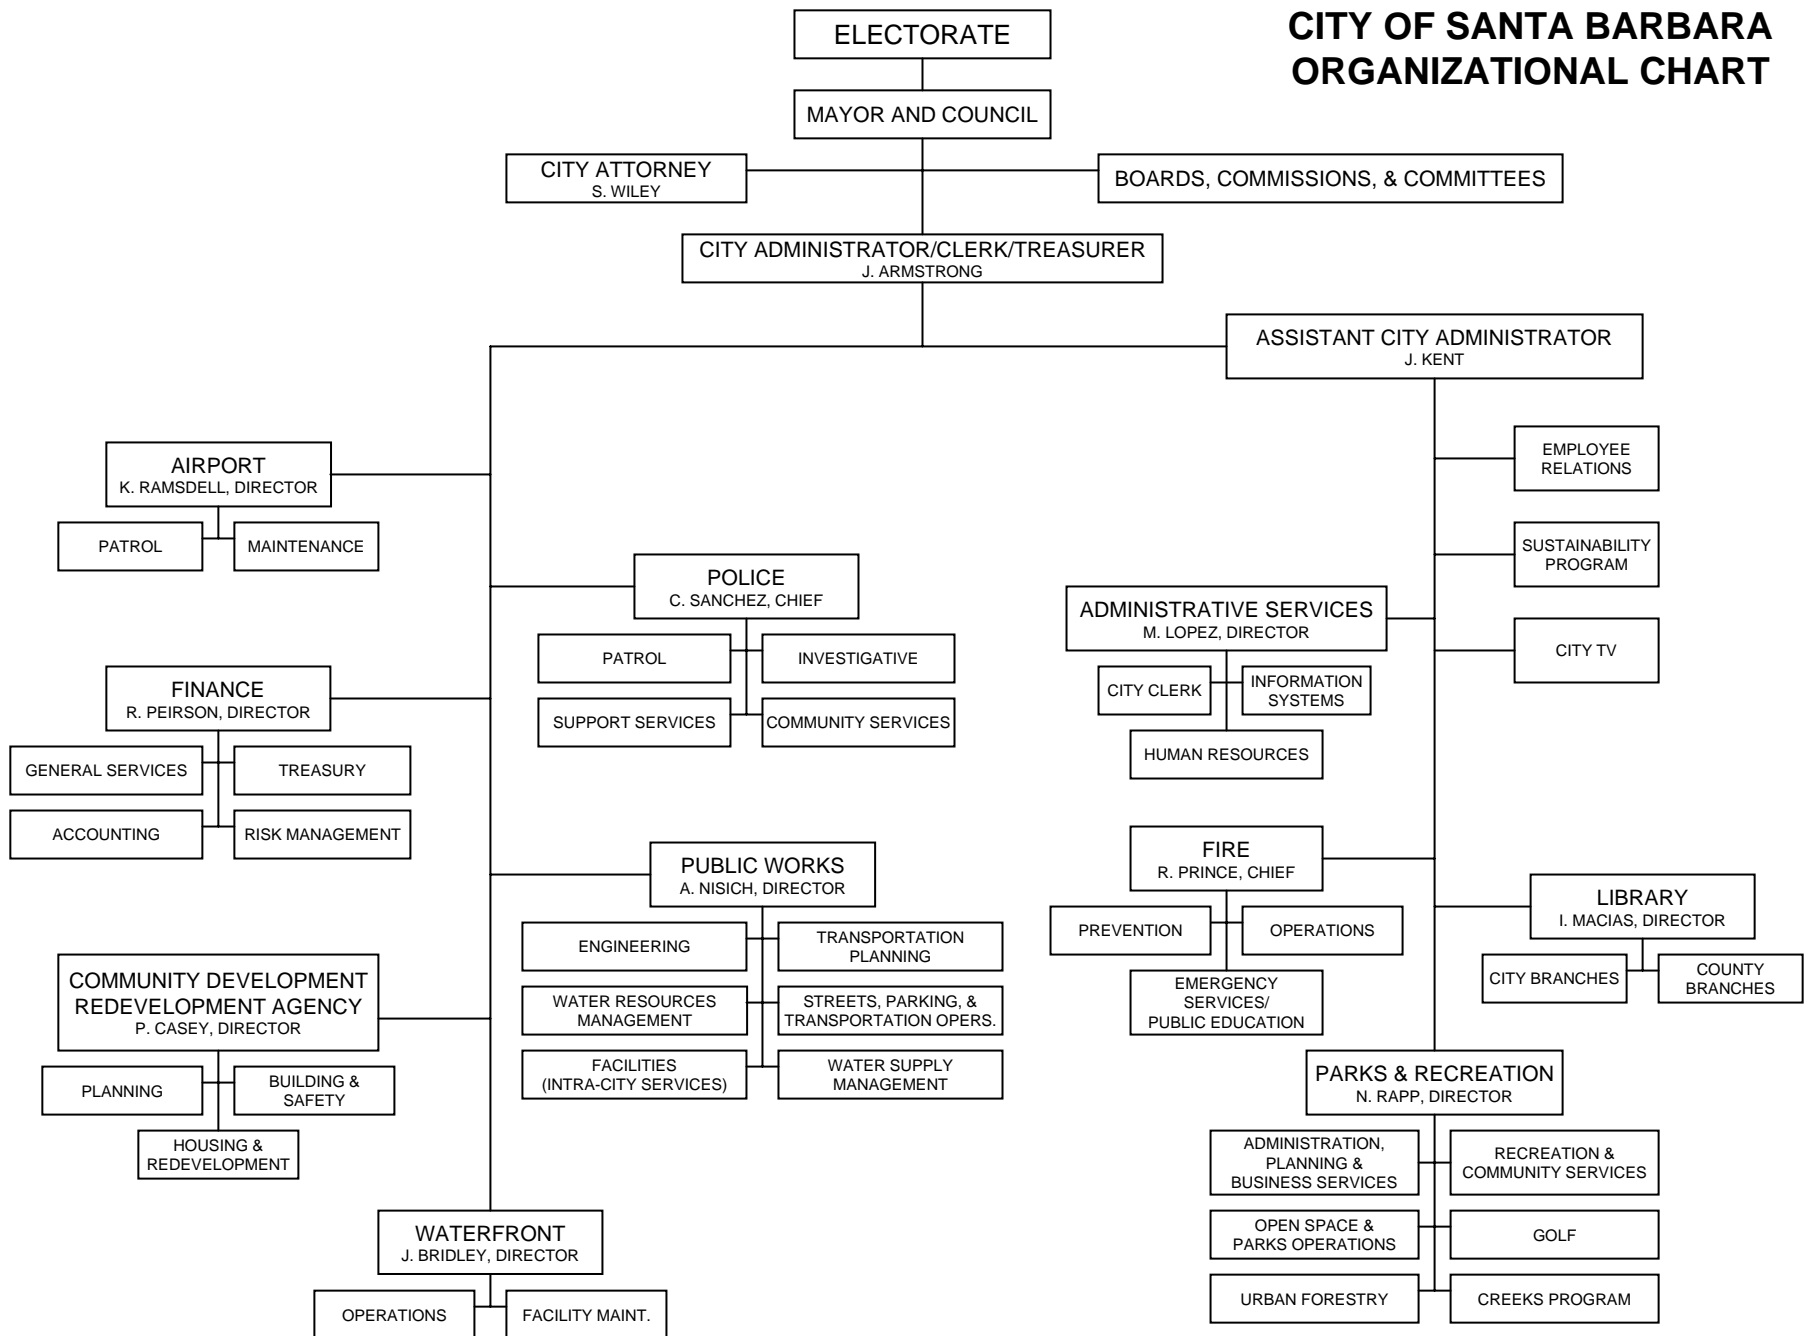 CITY OF SANTA BARBARA
ORGANIZATIONAL CHART
ELECTORATE
MAYOR AND COUNCIL
CITY ATTORNEY
S. WILEY
BOARDS, COMMISSIONS, & COMMITTEES
CITY ADMINISTRATOR/CLERK/TREASURER
J. ARMSTRONG
ASSISTANT CITY ADMINISTRATOR
J. KENT
AIRPORT
K. RAMSDELL, DIRECTOR
PATROL
MAINTENANCE
POLICE
C. SANCHEZ, CHIEF
PATROL
INVESTIGATIVE
SUPPORT SERVICES
COMMUNITY SERVICES
FINANCE
R. PEIRSON, DIRECTOR
GENERAL SERVICES
TREASURY
ACCOUNTING
RISK MANAGEMENT
PUBLIC WORKS
A. NISICH, DIRECTOR
ENGINEERING
TRANSPORTATION
PLANNING
WATER RESOURCES
MANAGEMENT
STREETS, PARKING, &
TRANSPORTATION OPERS.
FACILITIES
(INTRA-CITY SERVICES)
WATER SUPPLY
MANAGEMENT
COMMUNITY DEVELOPMENT
REDEVELOPMENT AGENCY
P. CASEY, DIRECTOR
PLANNING
BUILDING &
SAFETY
HOUSING &
REDEVELOPMENT
WATERFRONT
J. BRIDLEY, DIRECTOR
OPERATIONS
FACILITY MAINT.
EMPLOYEE
RELATIONS
SUSTAINABILITY
PROGRAM
CITY TV
ADMINISTRATIVE SERVICES
M. LOPEZ, DIRECTOR
CITY CLERK
INFORMATION
SYSTEMS
HUMAN RESOURCES
FIRE
R. PRINCE, CHIEF
PREVENTION
OPERATIONS
EMERGENCY
SERVICES/
PUBLIC EDUCATION
LIBRARY
I. MACIAS, DIRECTOR
CITY BRANCHES
COUNTY
BRANCHES
PARKS & RECREATION
N. RAPP, DIRECTOR
ADMINISTRATION,
PLANNING &
BUSINESS SERVICES
RECREATION &
COMMUNITY SERVICES
OPEN SPACE &
PARKS OPERATIONS
GOLF
URBAN FORESTRY
CREEKS PROGRAM